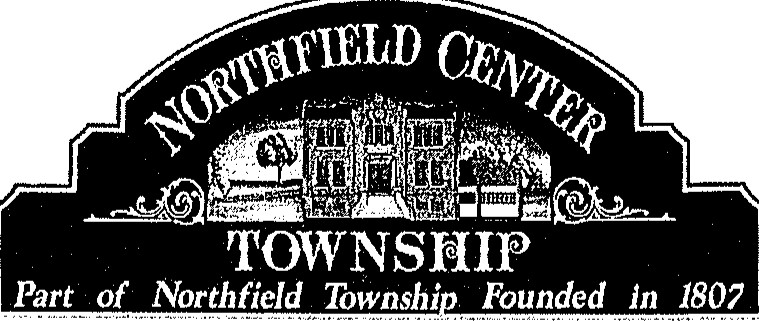 NORTHFIELD CENTER
TOWNSHIP
Part of Northfield Township Founded in 1807